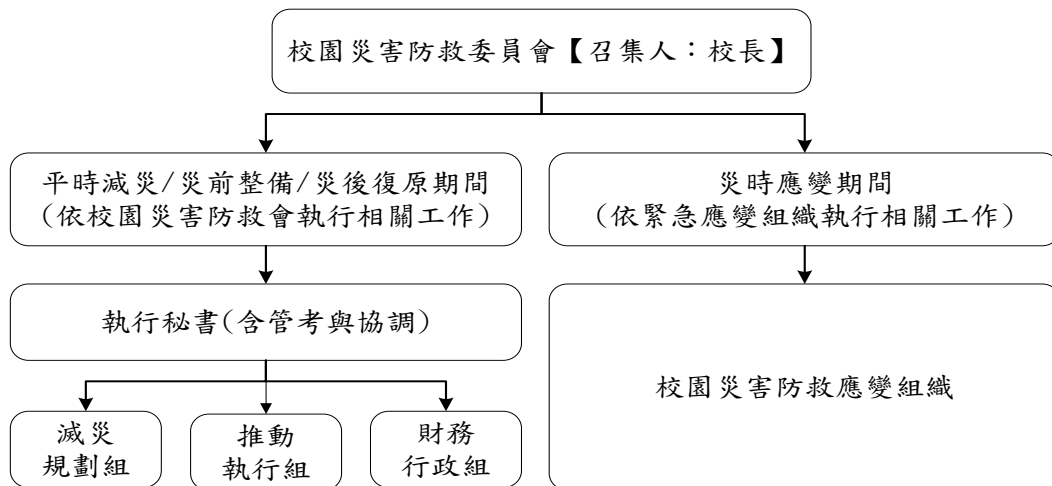 校園災害防救委員會【召集人：校長】
平時減災/災前整備/災後復原期間
(依校園災害防救會執行相關工作)
災時應變期間
(依緊急應變組織執行相關工作)
執行秘書(含管考與協調)
校園災害防救應變組織
減災
規劃組
推動
執行組
財務
行政組